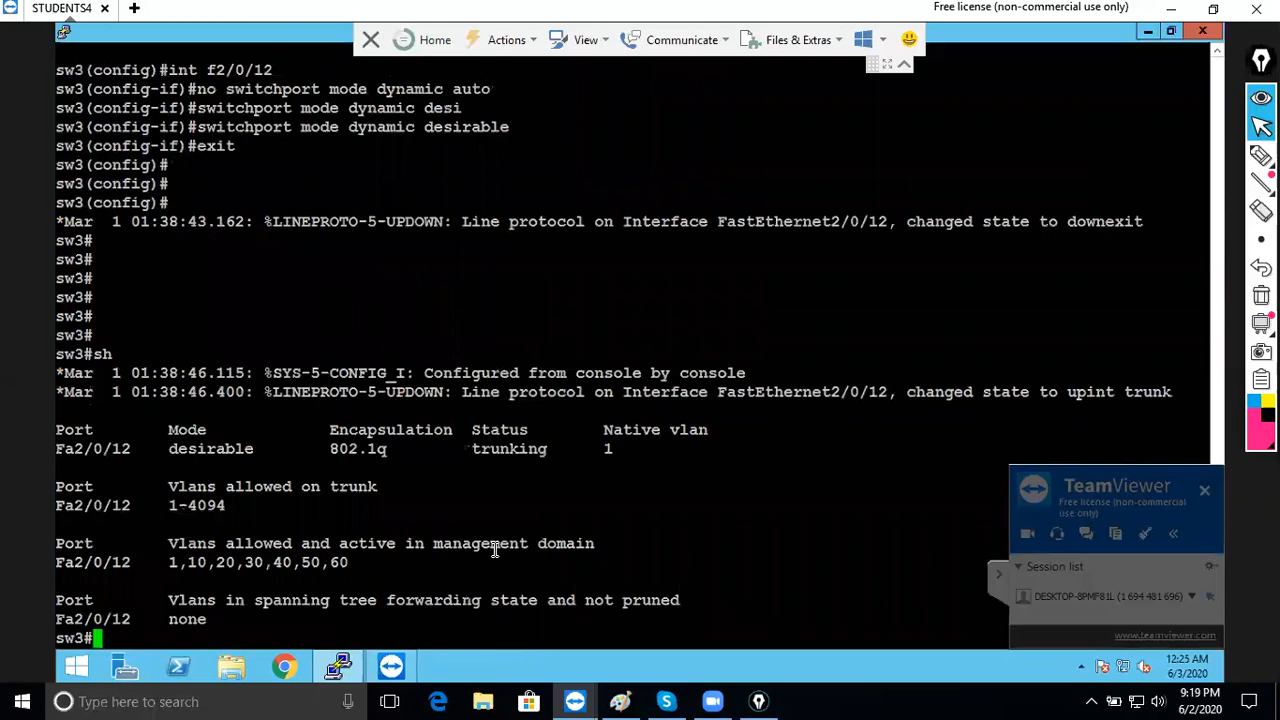 STUDENTS4
Free license (non-commercial use only)
Home
Actions
View
Communicate
Files & Extras
sw3(config)#int f2/0/12
sw3(config-if)#no switchport mode dynamic auto
sw3(config-if)#switchport mode dynamic desi
sw3(config-if)#switchport mode dynamic desirable
sw3(config-if)#exit
sw3(config)#
sw3(config)#
sw3(config)#
*Mar  1 01:38:43.162: %LINEPROTO-5-UPDOWN: Line protocol on Interface FastEthernet2/0/12, changed state to downexit
sw3#
sw3#
sw3#
sw3#
sw3#
sw3#
sw3#sh
*Mar  1 01:38:46.115: %SYS-5-CONFIG_I: Configured from console by console
*Mar  1 01:38:46.400: %LINEPROTO-5-UPDOWN: Line protocol on Interface FastEthernet2/0/12, changed state to upint trunk
Port        Mode             Encapsulation  Status        Native vlan
Fa2/0/12    desirable        802.1q         trunking      1
Port        Vlans allowed on trunk
Fa2/0/12    1-4094
Port        Vlans allowed and active in management domain
Fa2/0/12    1,10,20,30,40,50,60
Port        Vlans in spanning tree forwarding state and not pruned
Fa2/0/12    none
sw3#
TeamViewer
Free license (non-commercial
use only)
Session list
DESKTOP-8PMF81L (1 694 481 696)
www.teamviewer.com
12:25 AM
6/3/2020
Type here to search
9:19 PM
6/2/2020